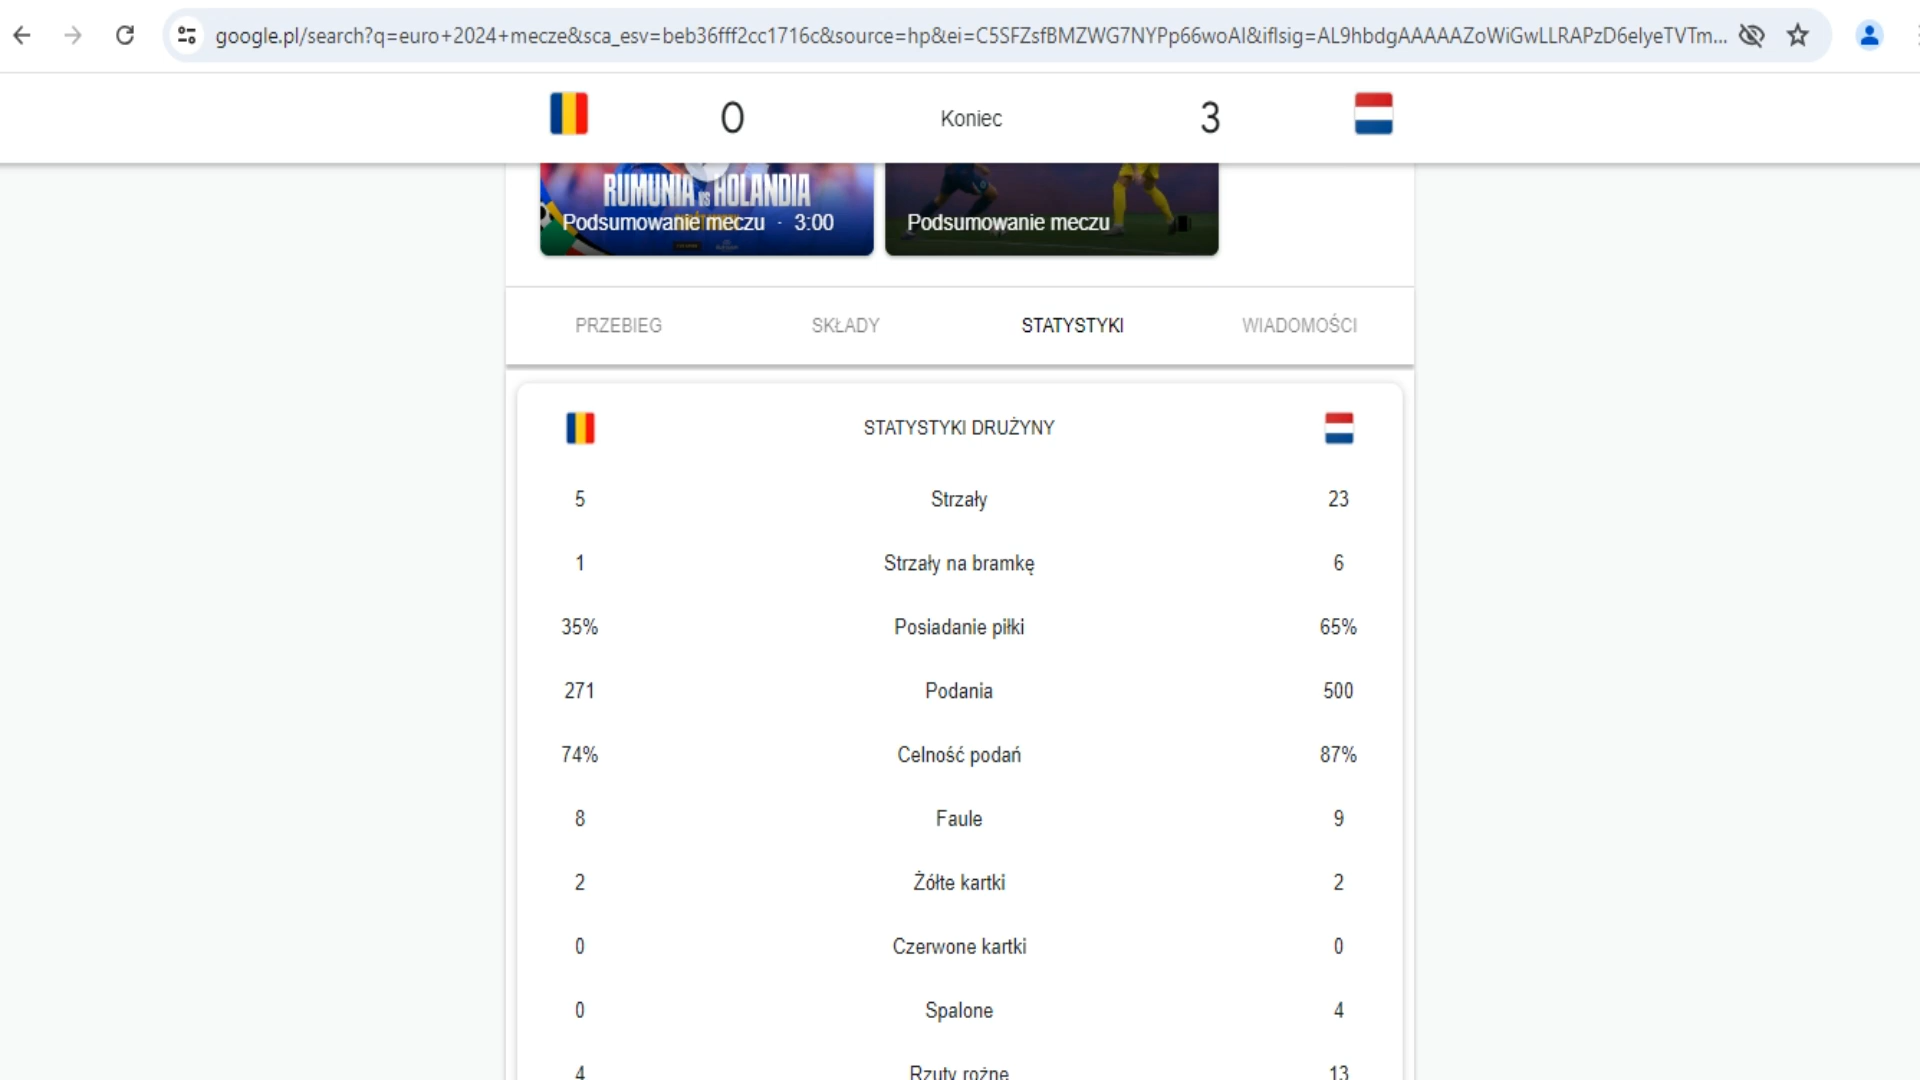 google.pl/search?q=euro+2024+mecze&sca_esv=beb36fff2cc1716c&source=hp&ei=C5SFZsfBMZWG7NYPp66woAI&iflsig=AL9hbdgAAAAAZoWiGwLLRAPzD6elyeTVTm...
0 Koniec 3
RUMUNIA VS HOLANDIA
Podsumowanie meczu · 3:00
Podsumowanie meczu
PRZEBIEG SKŁADY STATYSTYKI WIADOMOŚCI
STATYSTYKI DRUŻYNY
5 Strzały 23
1 Strzały na bramkę 6
35% Posiadanie piłki 65%
271 Podania 500
74% Celność podań 87%
8 Faule 9
2 Żółte kartki 2
0 Czerwone kartki 0
0 Spalone 4
4 Rzuty rożne 13